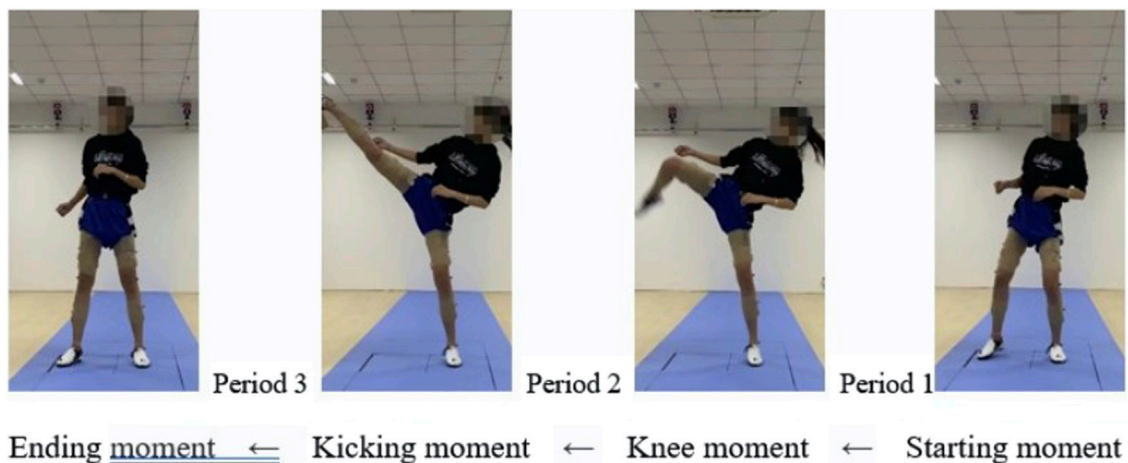 Period 3 Period 2 Period 1
Ending moment ← Kicking moment ← Knee moment ← Starting moment